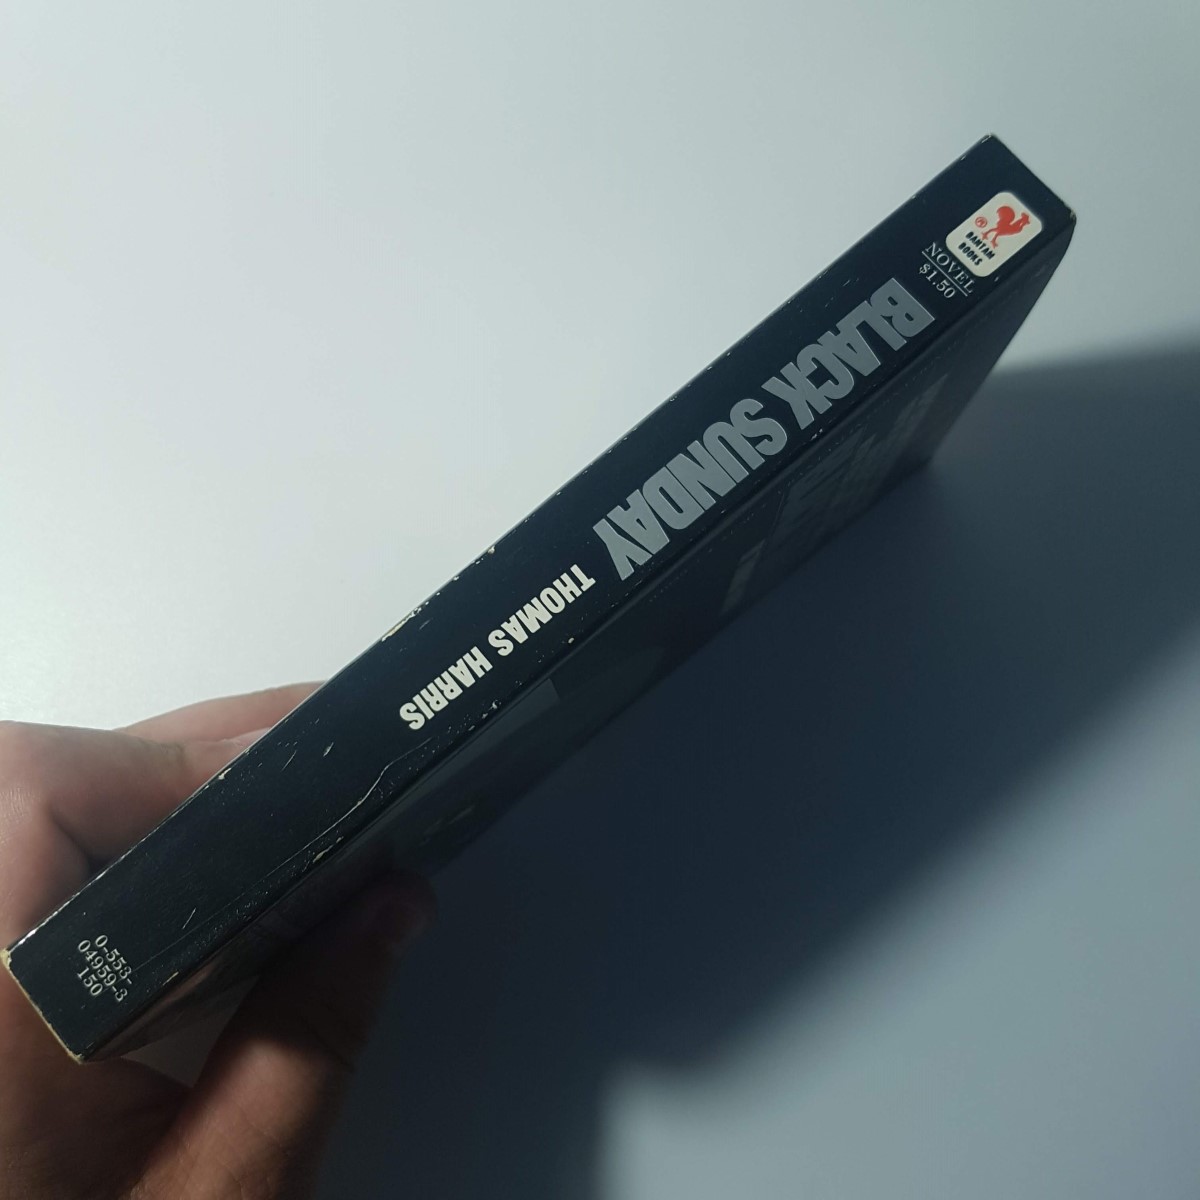 ®
BANTAM
BOOKS
NOVEL
$1.50
BLACK SUNDAY
THOMAS HARRIS
0-553-
04959-3
150